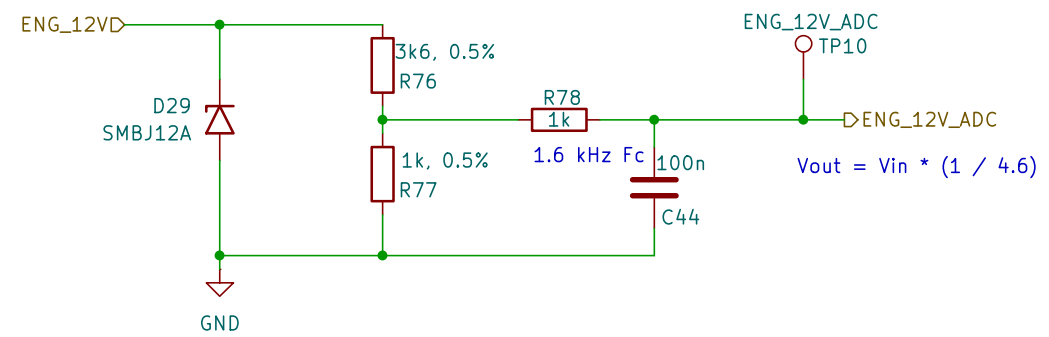 ENG_12V
ENG_12V_ADC
TP10
3k6, 0.5%
R76
D29
SMBJ12A
R78
1k
ENG_12V_ADC
1.6 kHz Fc
1k, 0.5%
R77
100n
C44
Vout = Vin * (1 / 4.6)
GND